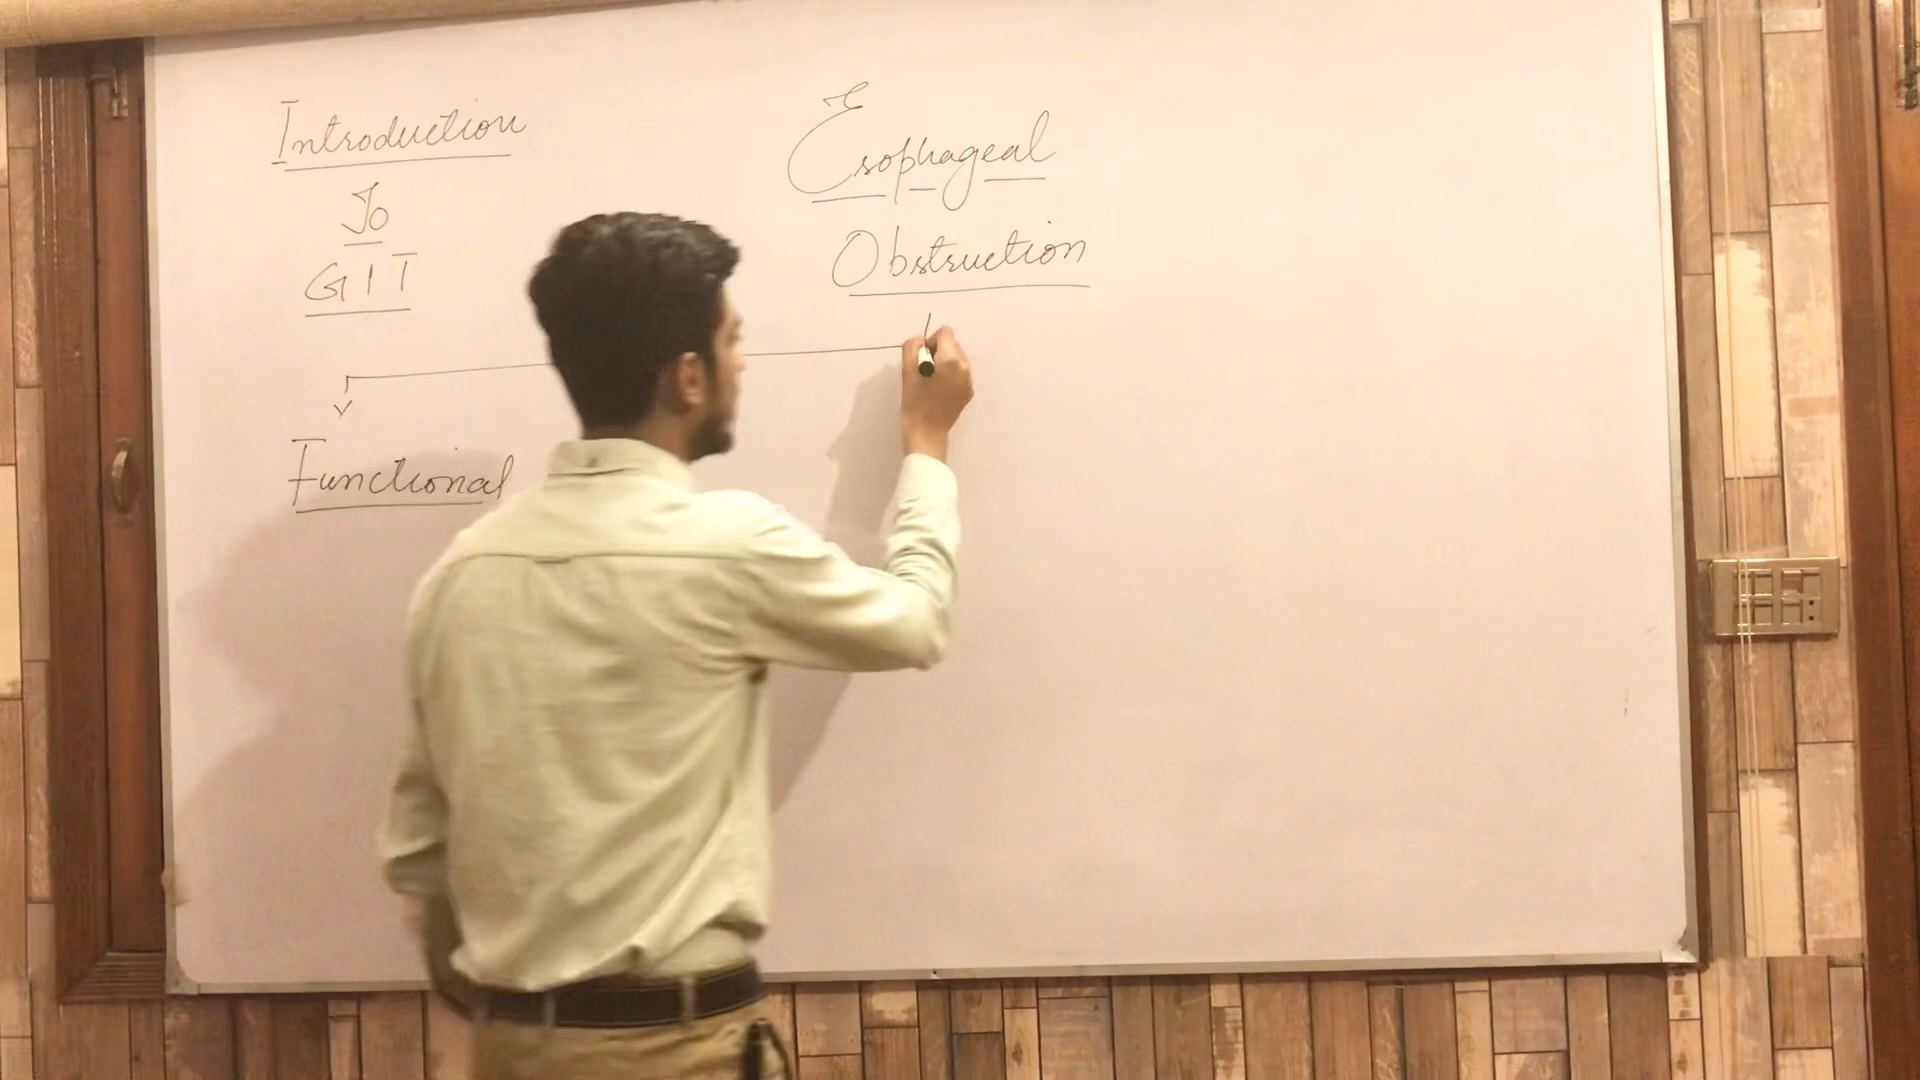 Introduction
To
GIT
Esophageal
Obstruction
Functional